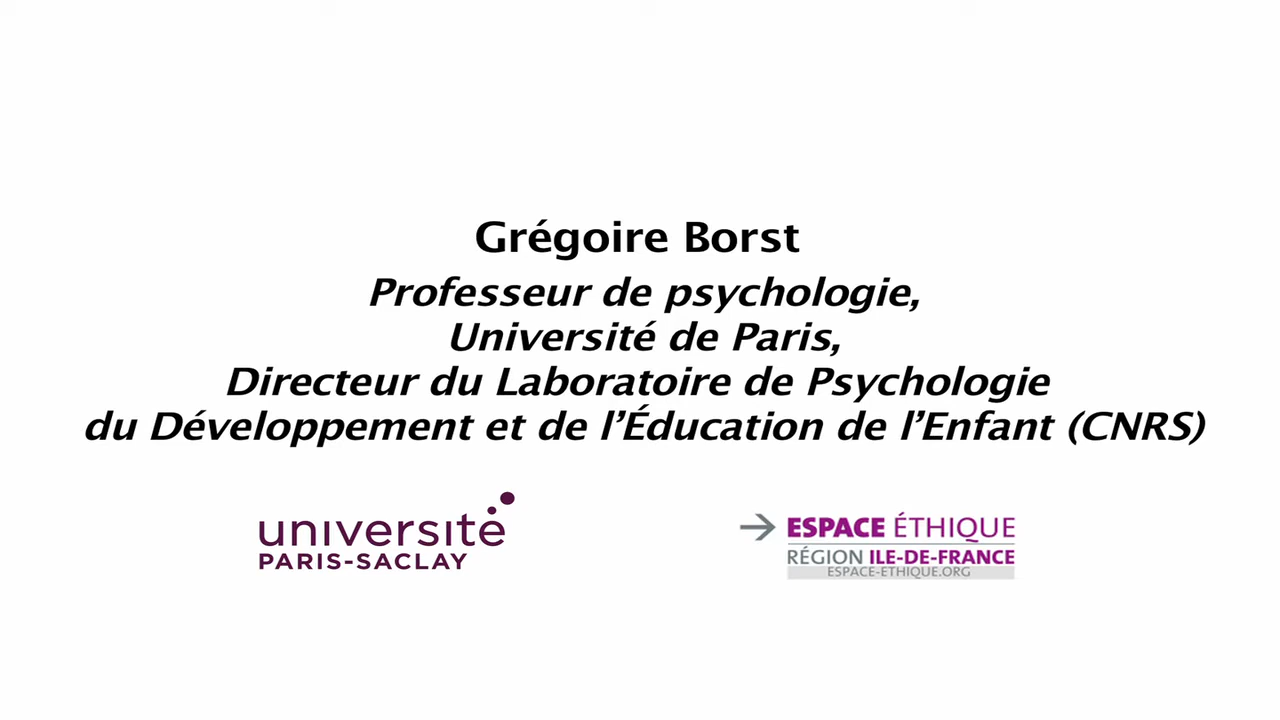 Grégoire Borst
Professeur de psychologie,
Université de Paris,
Directeur du Laboratoire de Psychologie
du Développement et de l’Éducation de l’Enfant (CNRS)
université
PARIS-SACLAY
ESPACE ÉTHIQUE
RÉGION ILE-DE-FRANCE
ESPACE-ETHIQUE.ORG